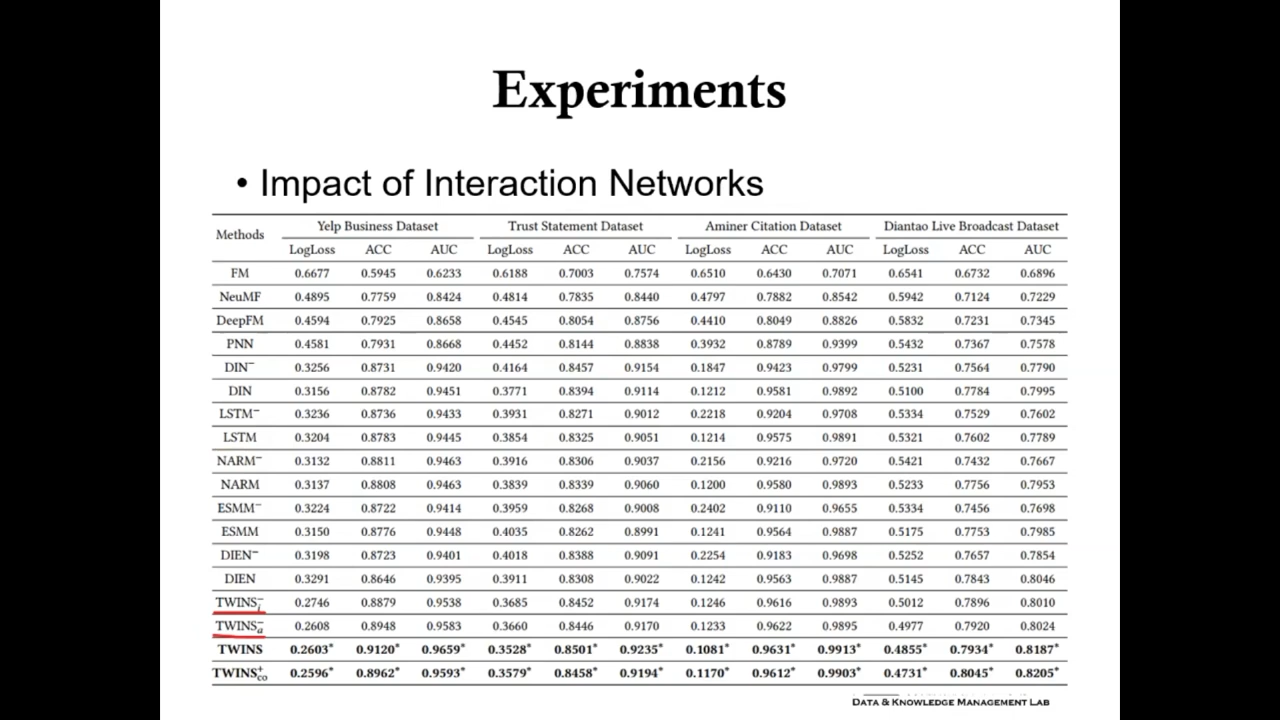 Experiments
• Impact of Interaction Networks
Methods Yelp Business Dataset Trust Statement Dataset Aminer Citation Dataset Diantao Live Broadcast Dataset
LogLoss ACC AUC LogLoss ACC AUC LogLoss ACC AUC LogLoss ACC AUC
FM 0.6677 0.5945 0.6233 0.6188 0.7003 0.7574 0.6510 0.6430 0.7071 0.6541 0.6732 0.6896
NeuMF 0.4895 0.7759 0.8424 0.4814 0.7835 0.8440 0.4797 0.7882 0.8542 0.5942 0.7124 0.7229
DeepFM 0.4594 0.7925 0.8658 0.4545 0.8054 0.8756 0.4410 0.8049 0.8826 0.5832 0.7231 0.7345
PNN 0.4581 0.7931 0.8668 0.4452 0.8144 0.8838 0.3932 0.8789 0.9399 0.5432 0.7367 0.7578
DIN⁻ 0.3256 0.8731 0.9420 0.4164 0.8457 0.9154 0.1847 0.9423 0.9799 0.5231 0.7564 0.7790
DIN 0.3156 0.8782 0.9451 0.3771 0.8394 0.9114 0.1212 0.9581 0.9892 0.5100 0.7784 0.7995
LSTM⁻ 0.3236 0.8736 0.9433 0.3931 0.8271 0.9012 0.2218 0.9204 0.9708 0.5334 0.7529 0.7602
LSTM 0.3204 0.8783 0.9445 0.3854 0.8325 0.9051 0.1214 0.9575 0.9891 0.5321 0.7602 0.7789
NARM⁻ 0.3132 0.8811 0.9463 0.3916 0.8306 0.9037 0.2156 0.9216 0.9720 0.5421 0.7432 0.7667
NARM 0.3137 0.8808 0.9463 0.3839 0.8339 0.9060 0.1200 0.9580 0.9893 0.5233 0.7756 0.7953
ESMM⁻ 0.3224 0.8722 0.9414 0.3959 0.8268 0.9008 0.2402 0.9110 0.9655 0.5334 0.7456 0.7698
ESMM 0.3150 0.8776 0.9448 0.4035 0.8262 0.8991 0.1241 0.9564 0.9887 0.5175 0.7753 0.7985
DIEN⁻ 0.3198 0.8723 0.9401 0.4018 0.8388 0.9091 0.2254 0.9183 0.9698 0.5252 0.7657 0.7854
DIEN 0.3291 0.8646 0.9395 0.3911 0.8308 0.9022 0.1242 0.9563 0.9887 0.5145 0.7843 0.8046
TWINS⁻ᵢ 0.2746 0.8879 0.9538 0.3685 0.8452 0.9174 0.1246 0.9616 0.9893 0.5012 0.7896 0.8010
TWINS⁻ₐ 0.2608 0.8948 0.9583 0.3660 0.8446 0.9170 0.1233 0.9622 0.9895 0.4977 0.7920 0.8024
TWINS 0.2603* 0.9120* 0.9659* 0.3528* 0.8501* 0.9235* 0.1081* 0.9631* 0.9913* 0.4855* 0.7934* 0.8187*
TWINS⁺co 0.2596* 0.8962* 0.9593* 0.3579* 0.8458* 0.9194* 0.1170* 0.9612* 0.9903* 0.4731* 0.8045* 0.8205*
DATA & KNOWLEDGE MANAGEMENT LAB